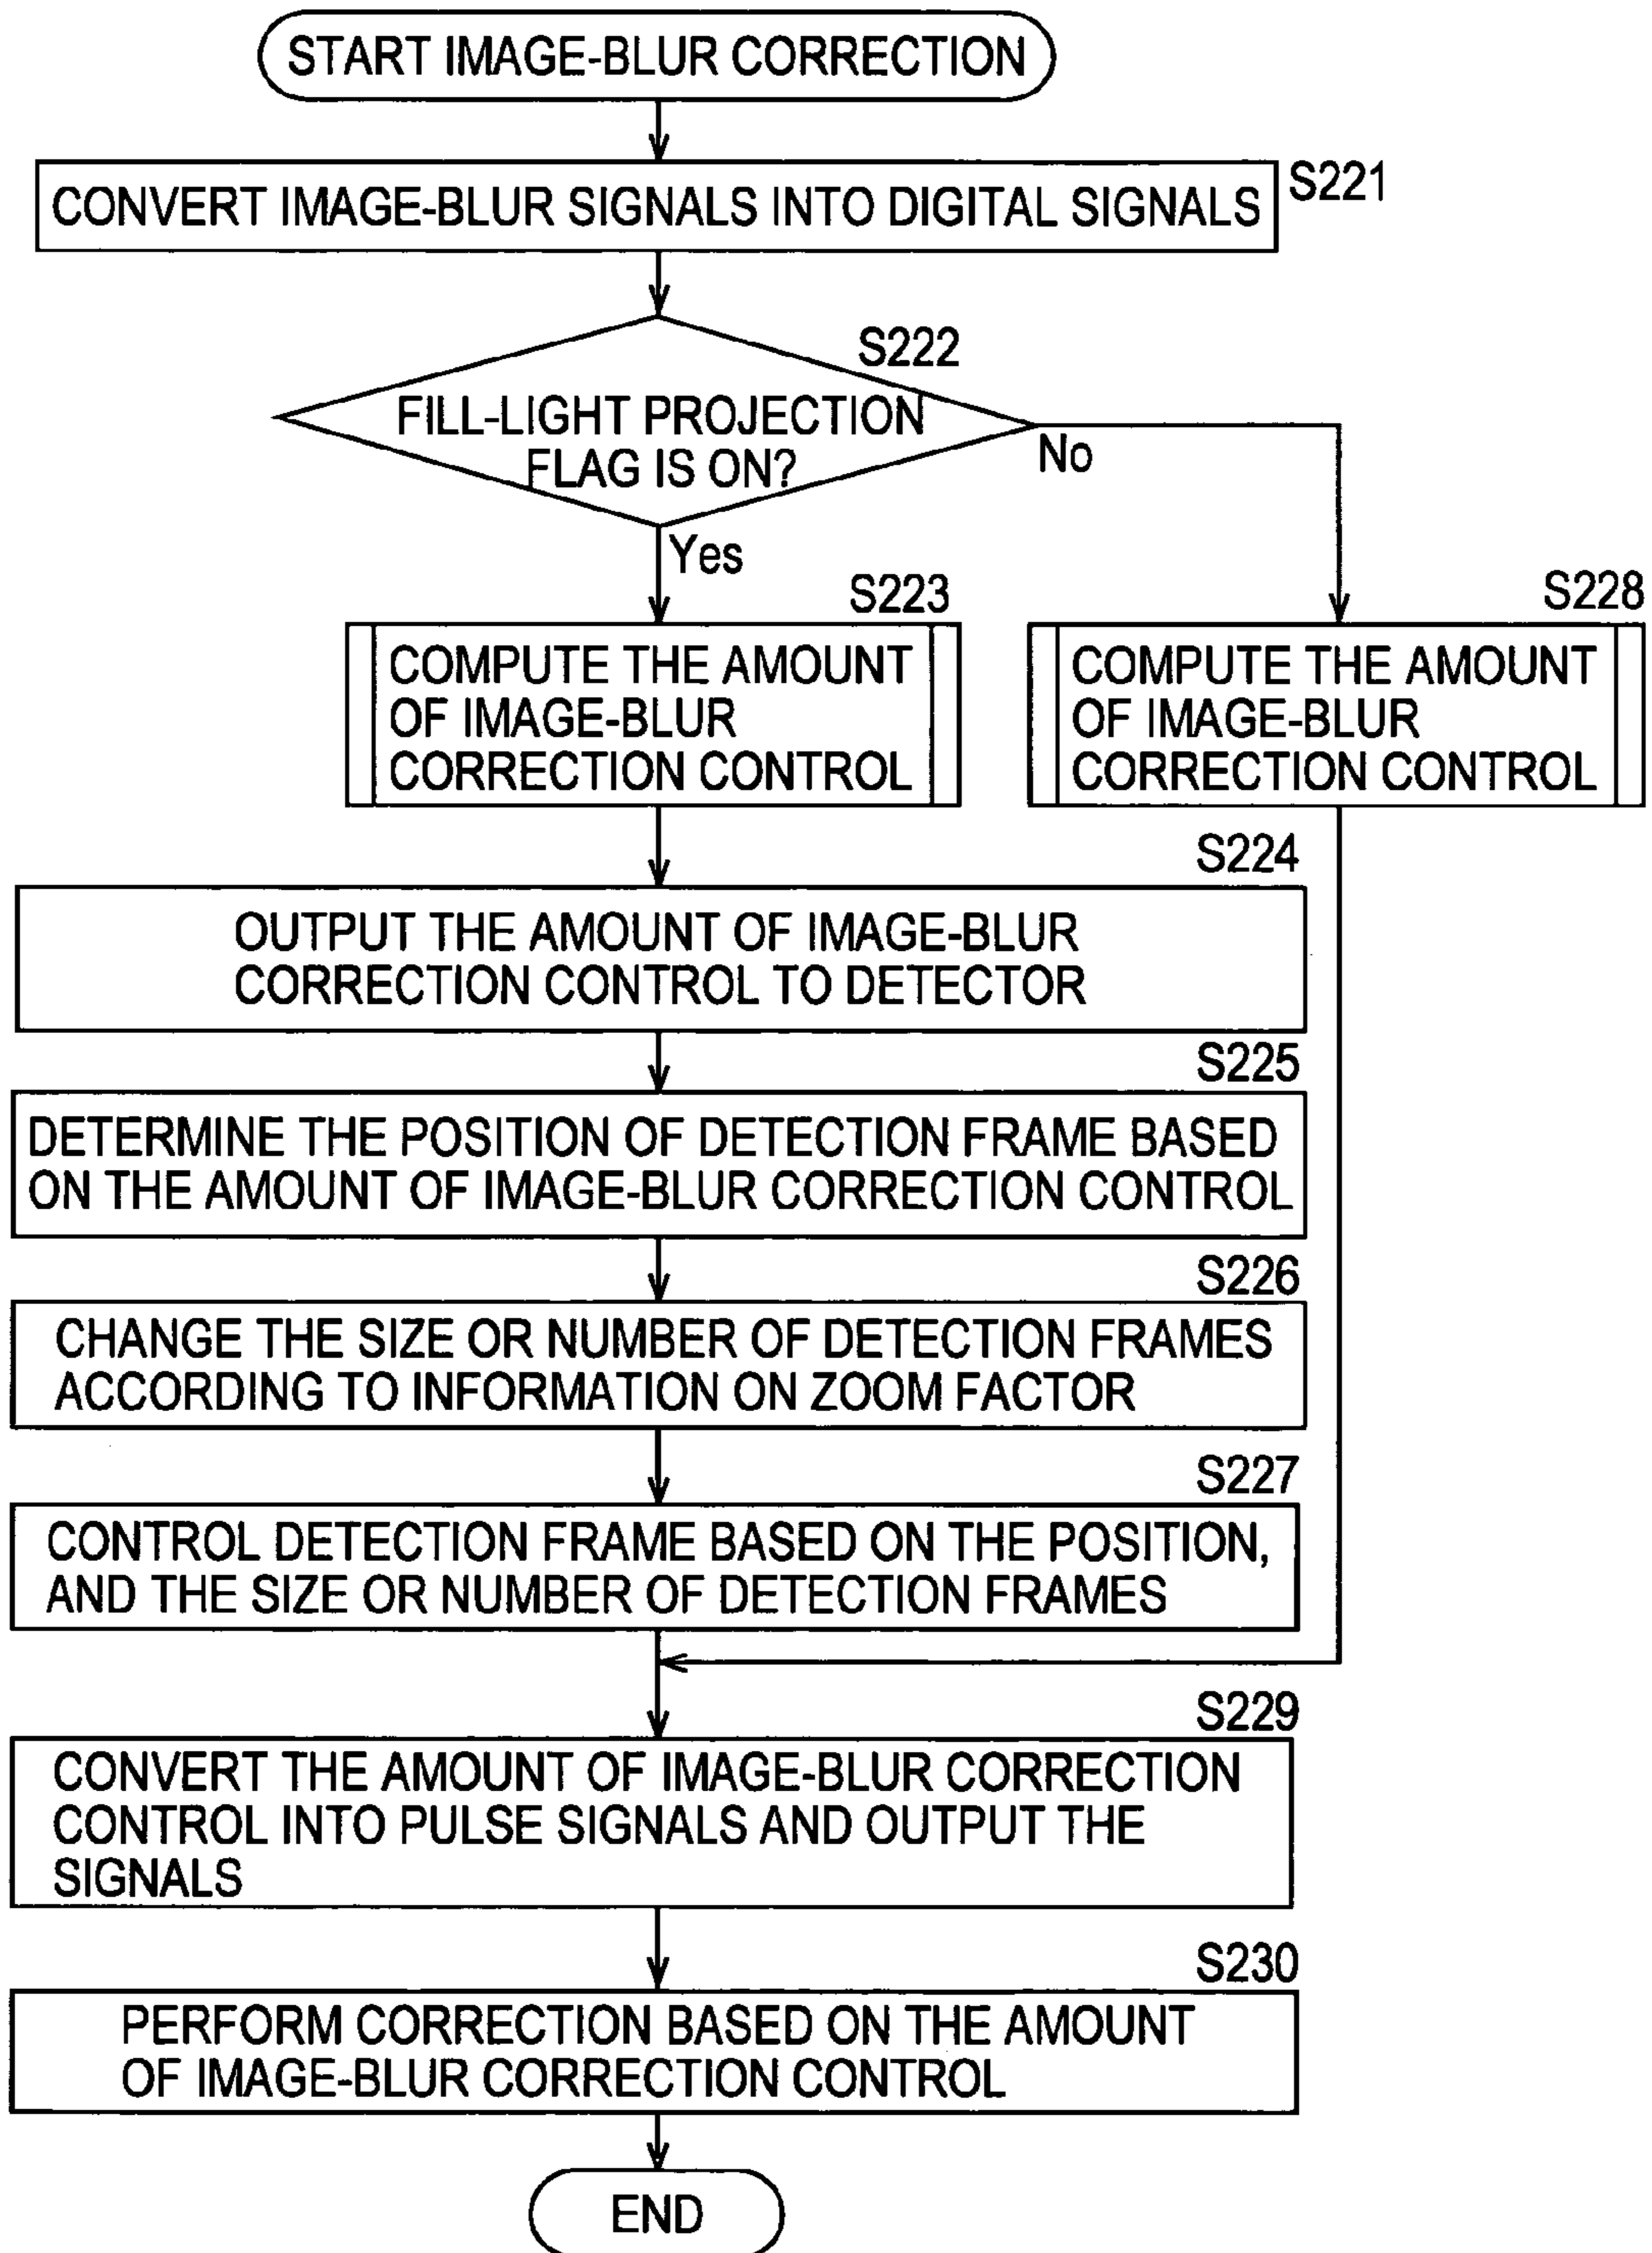 START IMAGE-BLUR CORRECTION
S221
CONVERT IMAGE-BLUR SIGNALS INTO DIGITAL SIGNALS
S222
FILL-LIGHT PROJECTION
FLAG IS ON?
No
Yes
S223
COMPUTE THE AMOUNT
OF IMAGE-BLUR
CORRECTION CONTROL
S228
COMPUTE THE AMOUNT
OF IMAGE-BLUR
CORRECTION CONTROL
S224
OUTPUT THE AMOUNT OF IMAGE-BLUR
CORRECTION CONTROL TO DETECTOR
S225
DETERMINE THE POSITION OF DETECTION FRAME BASED
ON THE AMOUNT OF IMAGE-BLUR CORRECTION CONTROL
S226
CHANGE THE SIZE OR NUMBER OF DETECTION FRAMES
ACCORDING TO INFORMATION ON ZOOM FACTOR
S227
CONTROL DETECTION FRAME BASED ON THE POSITION,
AND THE SIZE OR NUMBER OF DETECTION FRAMES
S229
CONVERT THE AMOUNT OF IMAGE-BLUR CORRECTION
CONTROL INTO PULSE SIGNALS AND OUTPUT THE
SIGNALS
S230
PERFORM CORRECTION BASED ON THE AMOUNT
OF IMAGE-BLUR CORRECTION CONTROL
END